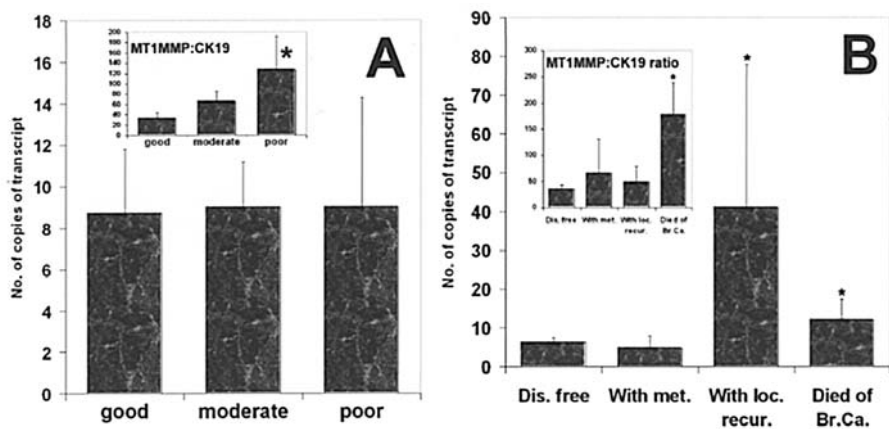 A
No. of copies of transcript
18
16
14
12
10
8
6
4
2
0
good
moderate
poor
MT1MMP:CK19
200
180
160
140
120
100
80
60
40
20
0
*
good
moderate
poor
B
No. of copies of transcript
90
80
70
60
50
40
30
20
10
0
*
*
Dis. free
With met.
With loc.
recur.
Died of
Br.Ca.
MT1MMP:CK19 ratio
300
250
200
150
100
50
0
Dis. free
With met.
With loc.
recur.
Died of
Br.Ca.